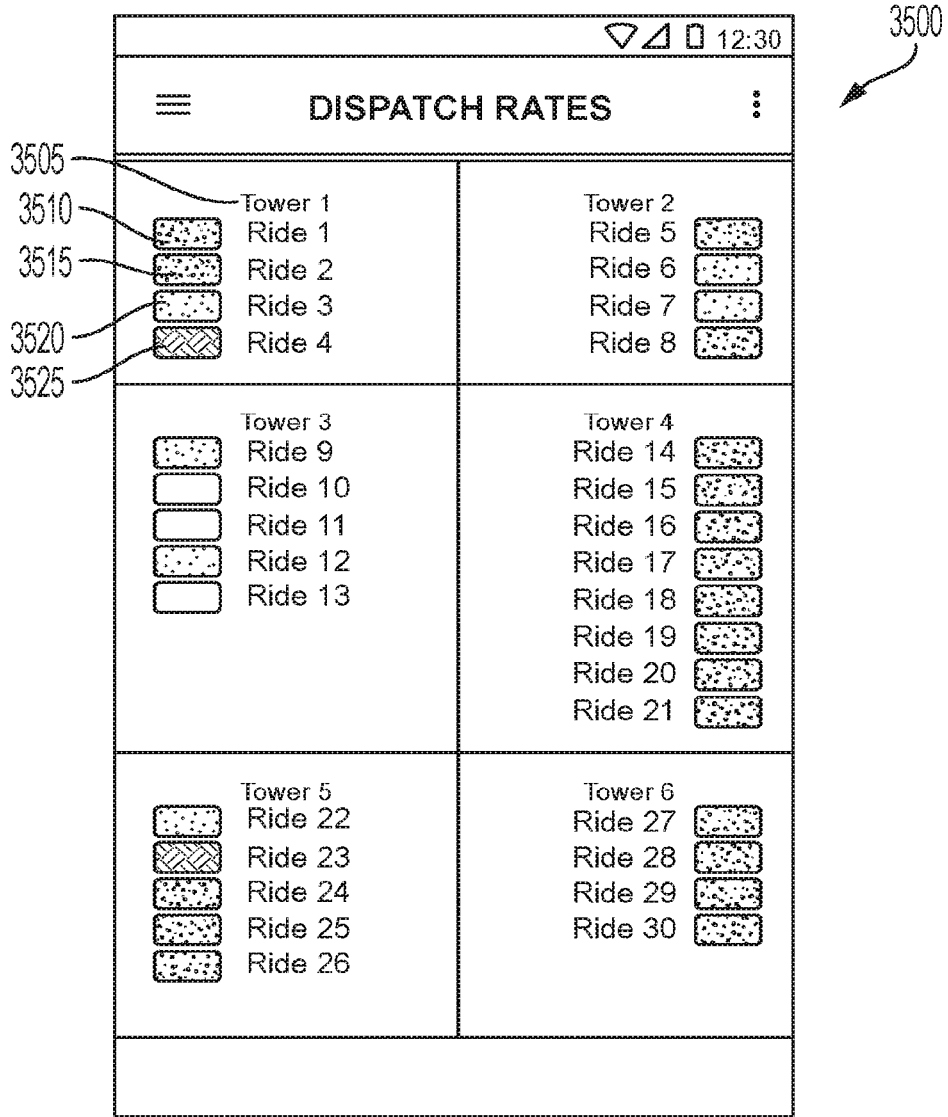 12:30
3500
DISPATCH RATES
3505
3510
3515
3520
3525
Tower 1
Ride 1
Ride 2
Ride 3
Ride 4
Tower 2
Ride 5
Ride 6
Ride 7
Ride 8
Tower 3
Ride 9
Ride 10
Ride 11
Ride 12
Ride 13
Tower 4
Ride 14
Ride 15
Ride 16
Ride 17
Ride 18
Ride 19
Ride 20
Ride 21
Tower 5
Ride 22
Ride 23
Ride 24
Ride 25
Ride 26
Tower 6
Ride 27
Ride 28
Ride 29
Ride 30